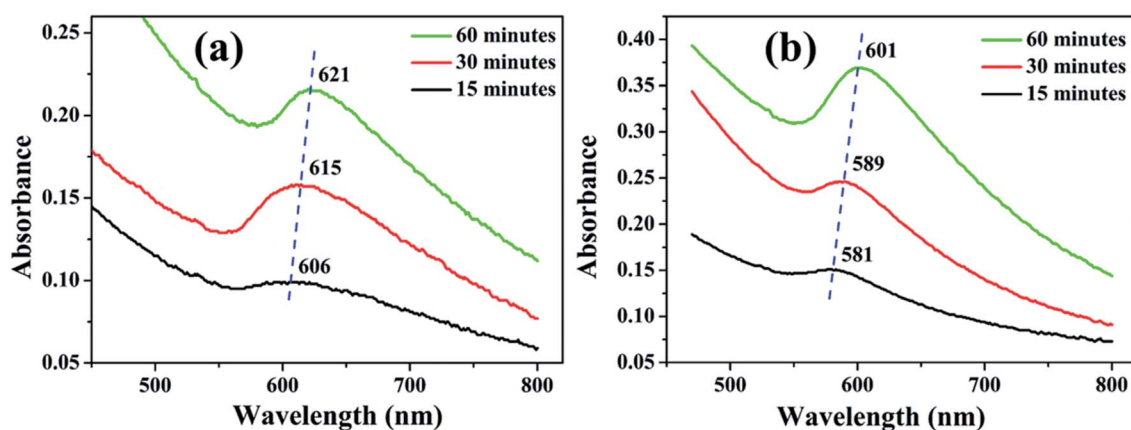 (a)
60 minutes
30 minutes
15 minutes
621
615
606
0.25
0.20
0.15
0.10
0.05
Absorbance
500
600
700
800
Wavelength (nm)
(b)
60 minutes
30 minutes
15 minutes
601
589
581
0.40
0.35
0.30
0.25
0.20
0.15
0.10
0.05
Absorbance
500
600
700
800
Wavelength (nm)